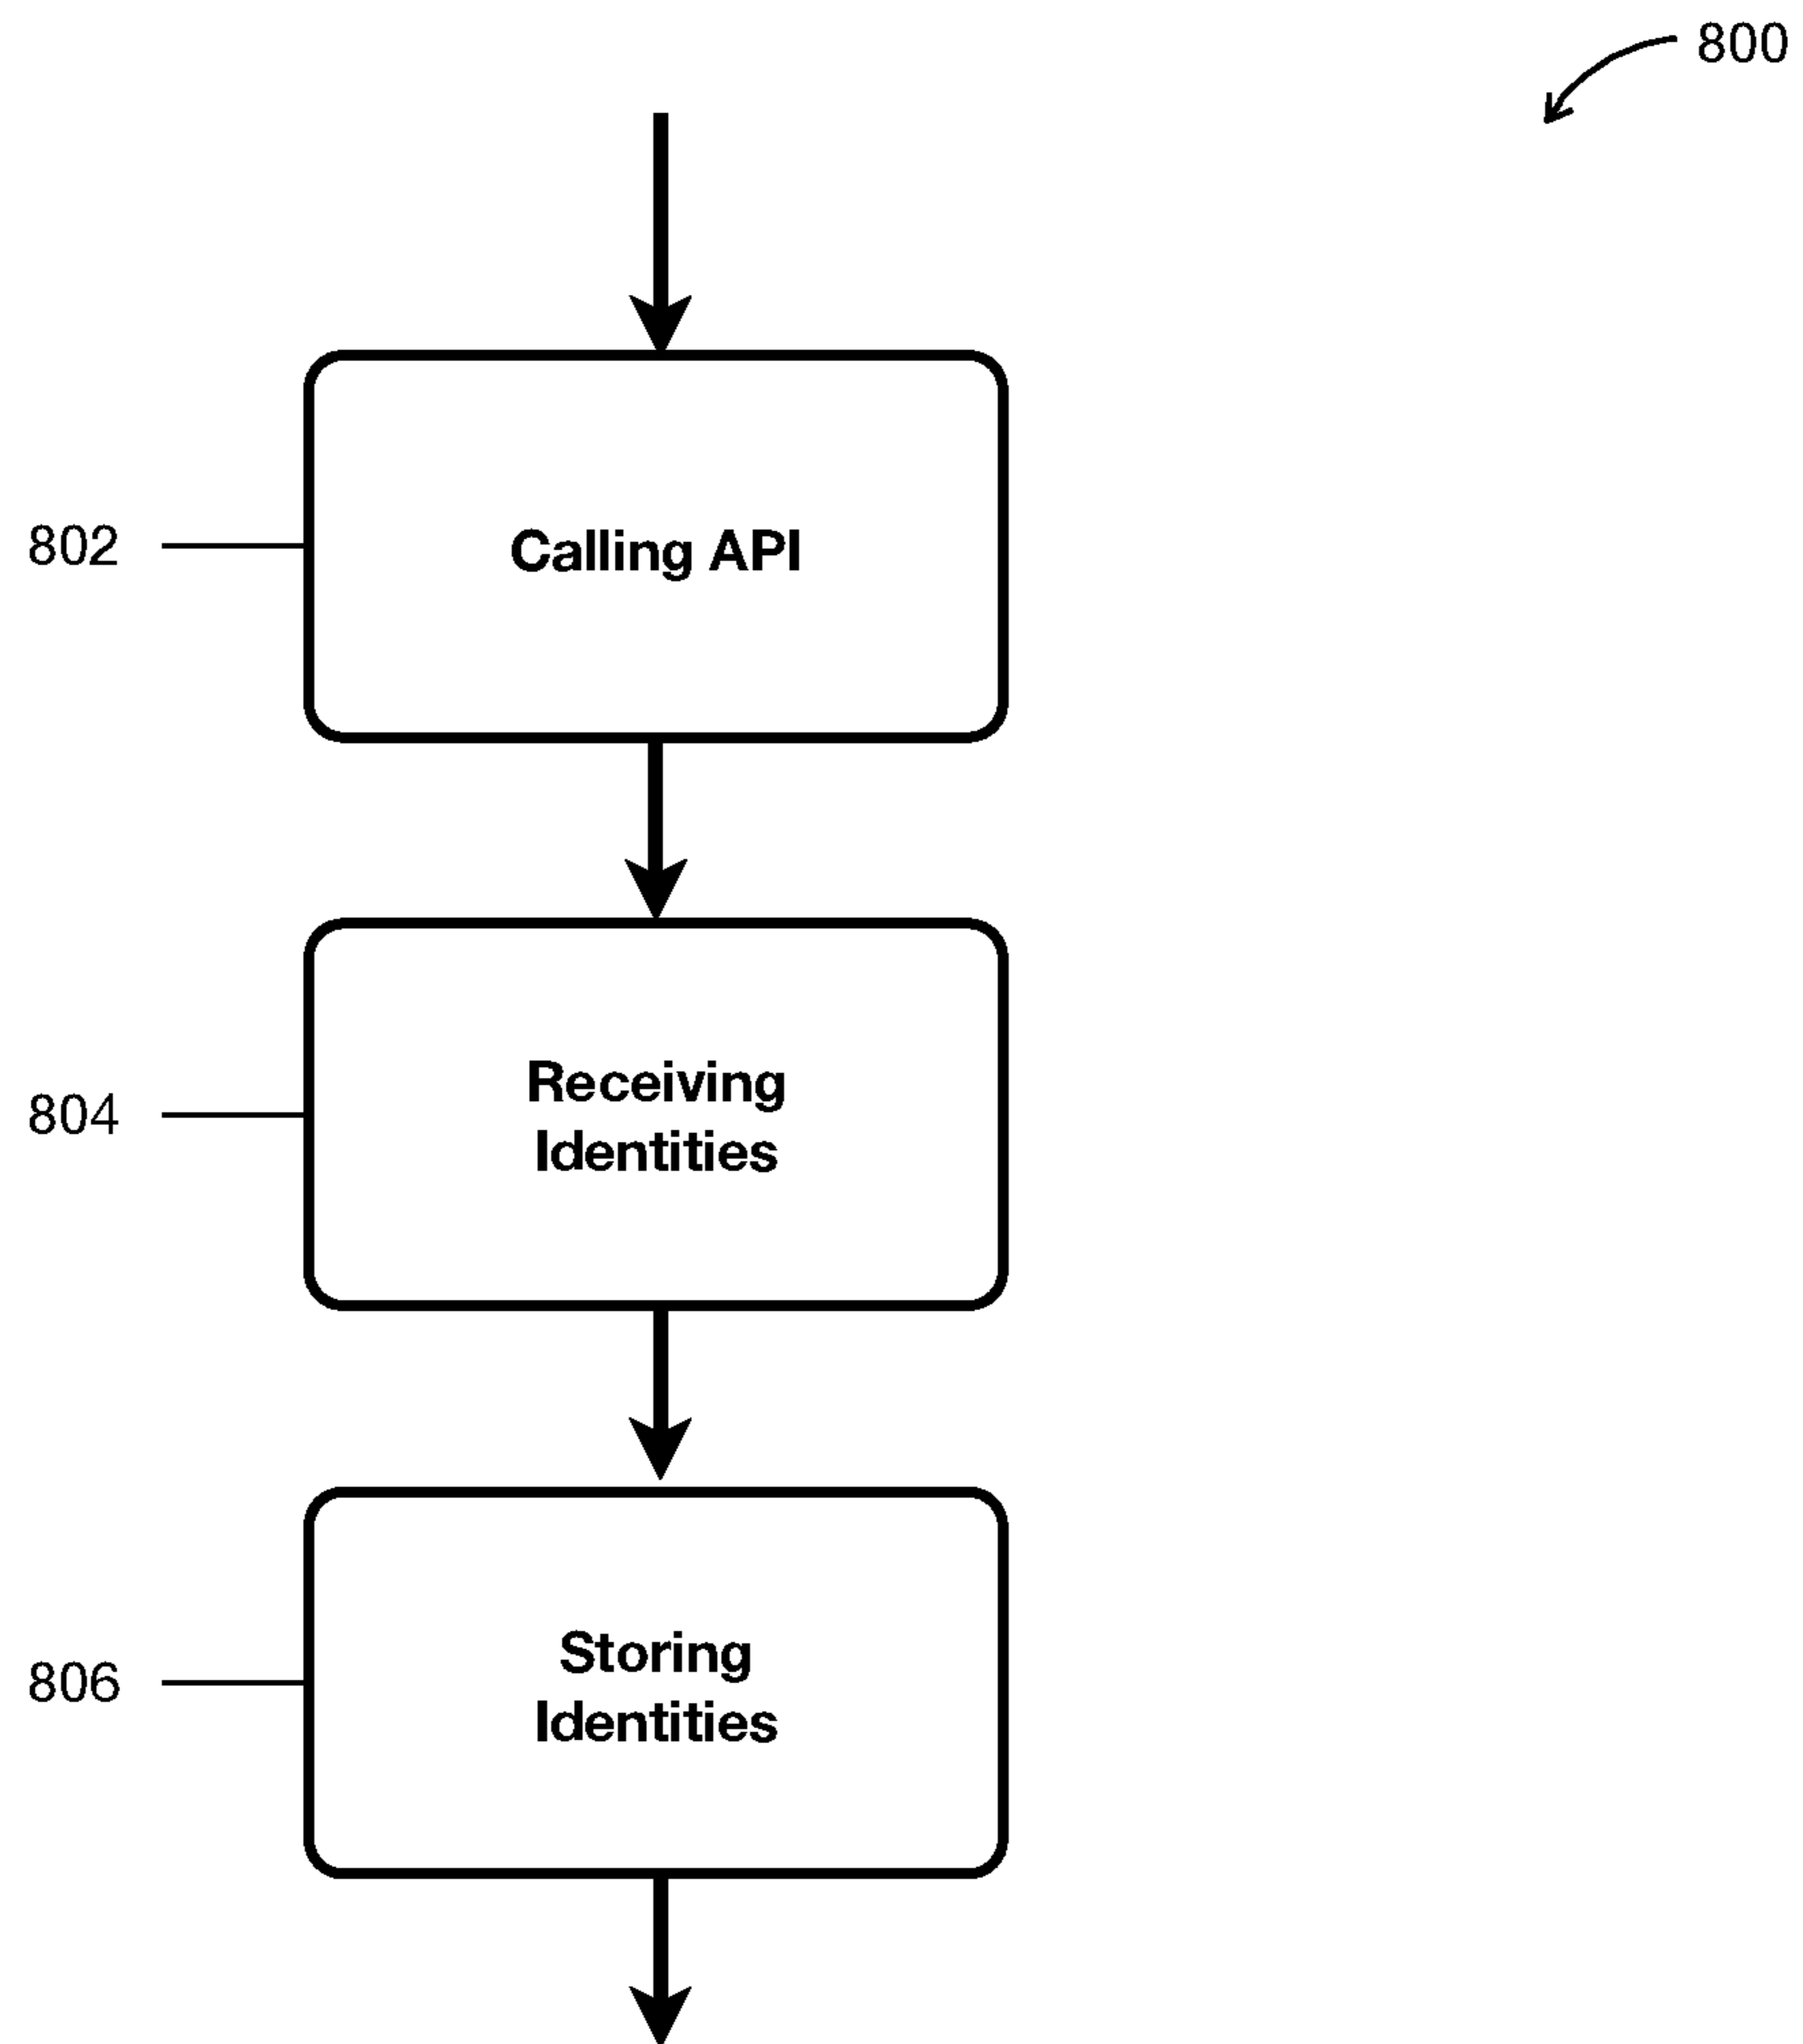 800
802
Calling API
804
Receiving
Identities
806
Storing
Identities